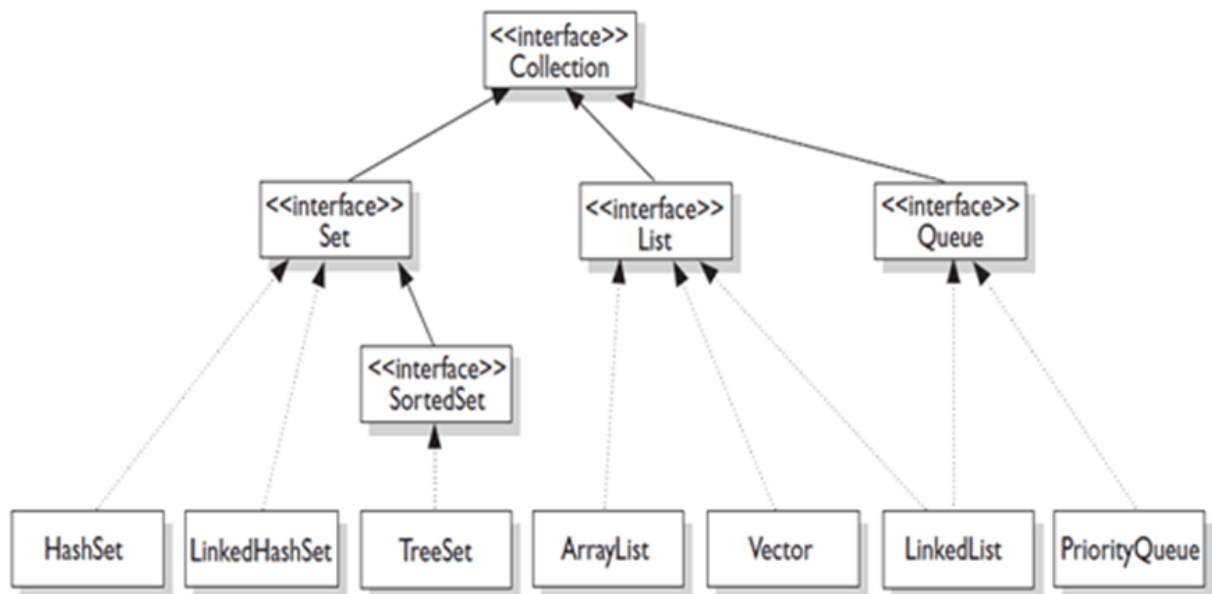 <<interface>>
Collection
<<interface>>
Set
<<interface>>
List
<<interface>>
Queue
<<interface>>
SortedSet
HashSet
LinkedHashSet
TreeSet
ArrayList
Vector
LinkedList
PriorityQueue